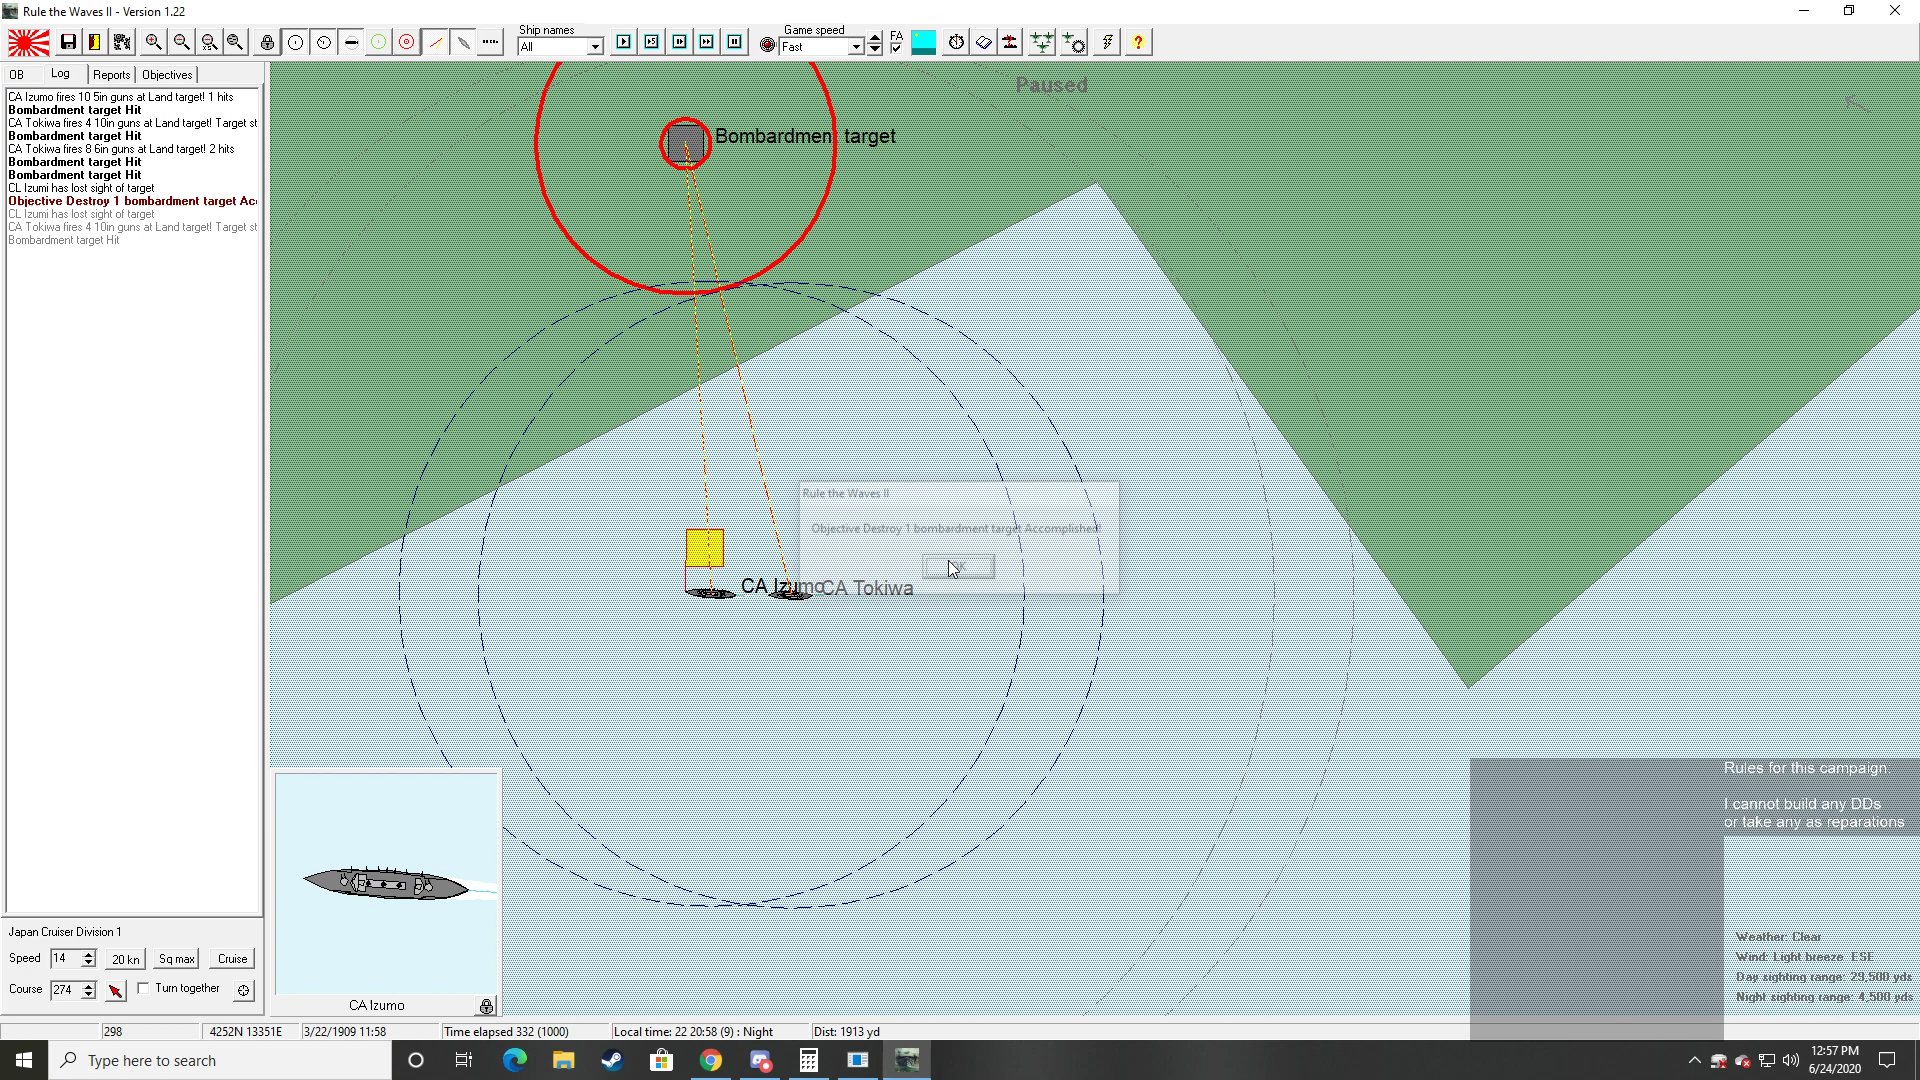 Rule the Waves II - Version 1.22
Ship names
All
Game speed
Fast
FA
OB
Log
Reports
Objectives
CA Izumo fires 10 5in guns at Land target! 1 hits
Bombardment target Hit
CA Tokiwa fires 4 10in guns at Land target! Target st
Bombardment target Hit
CA Tokiwa fires 8 6in guns at Land target! 2 hits
Bombardment target Hit
Bombardment target Hit
CL Izumi has lost sight of target
Objective Destroy 1 bombardment target Acc
CL Izumi has lost sight of target
CA Tokiwa fires 4 10in guns at Land target! Target st
Bombardment target Hit
Paused
Bombardment target
Rule the Waves II
Objective Destroy 1 bombardment target Accomplished!
OK
CA Izumo
CA Tokiwa
Rules for this campaign.
I cannot build any DDs
or take any as reparations
Weather: Clear
Wind: Light breeze ESE
Day sighting range: 29,500 yds
Night sighting range: 4,500 yds
Japan Cruiser Division 1
Speed
14
20 kn
Sq max
Cruise
Course
274
Turn together
CA Izumo
298
4252N 13351E
3/22/1909 11:58
Time elapsed 332 (1000)
Local time: 22 20:58 (9) : Night
Dist: 1913 yd
Type here to search
12:57 PM
6/24/2020